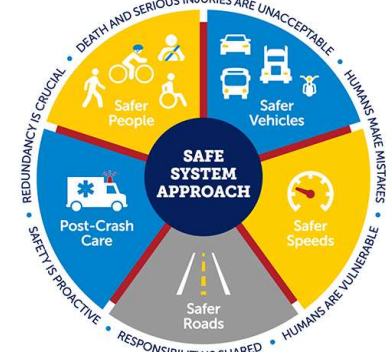 DEATH AND SERIOUS INJURIES ARE UNACCEPTABLE
HUMANS MAKE MISTAKES
HUMANS ARE VULNERABLE
RESPONSIBILITY IS SHARED
SAFETY IS PROACTIVE
REDUNDANCY IS CRUCIAL
Safer
People
Safer
Vehicles
SAFE
SYSTEM
APPROACH
Post-Crash
Care
Safer
Speeds
Safer
Roads